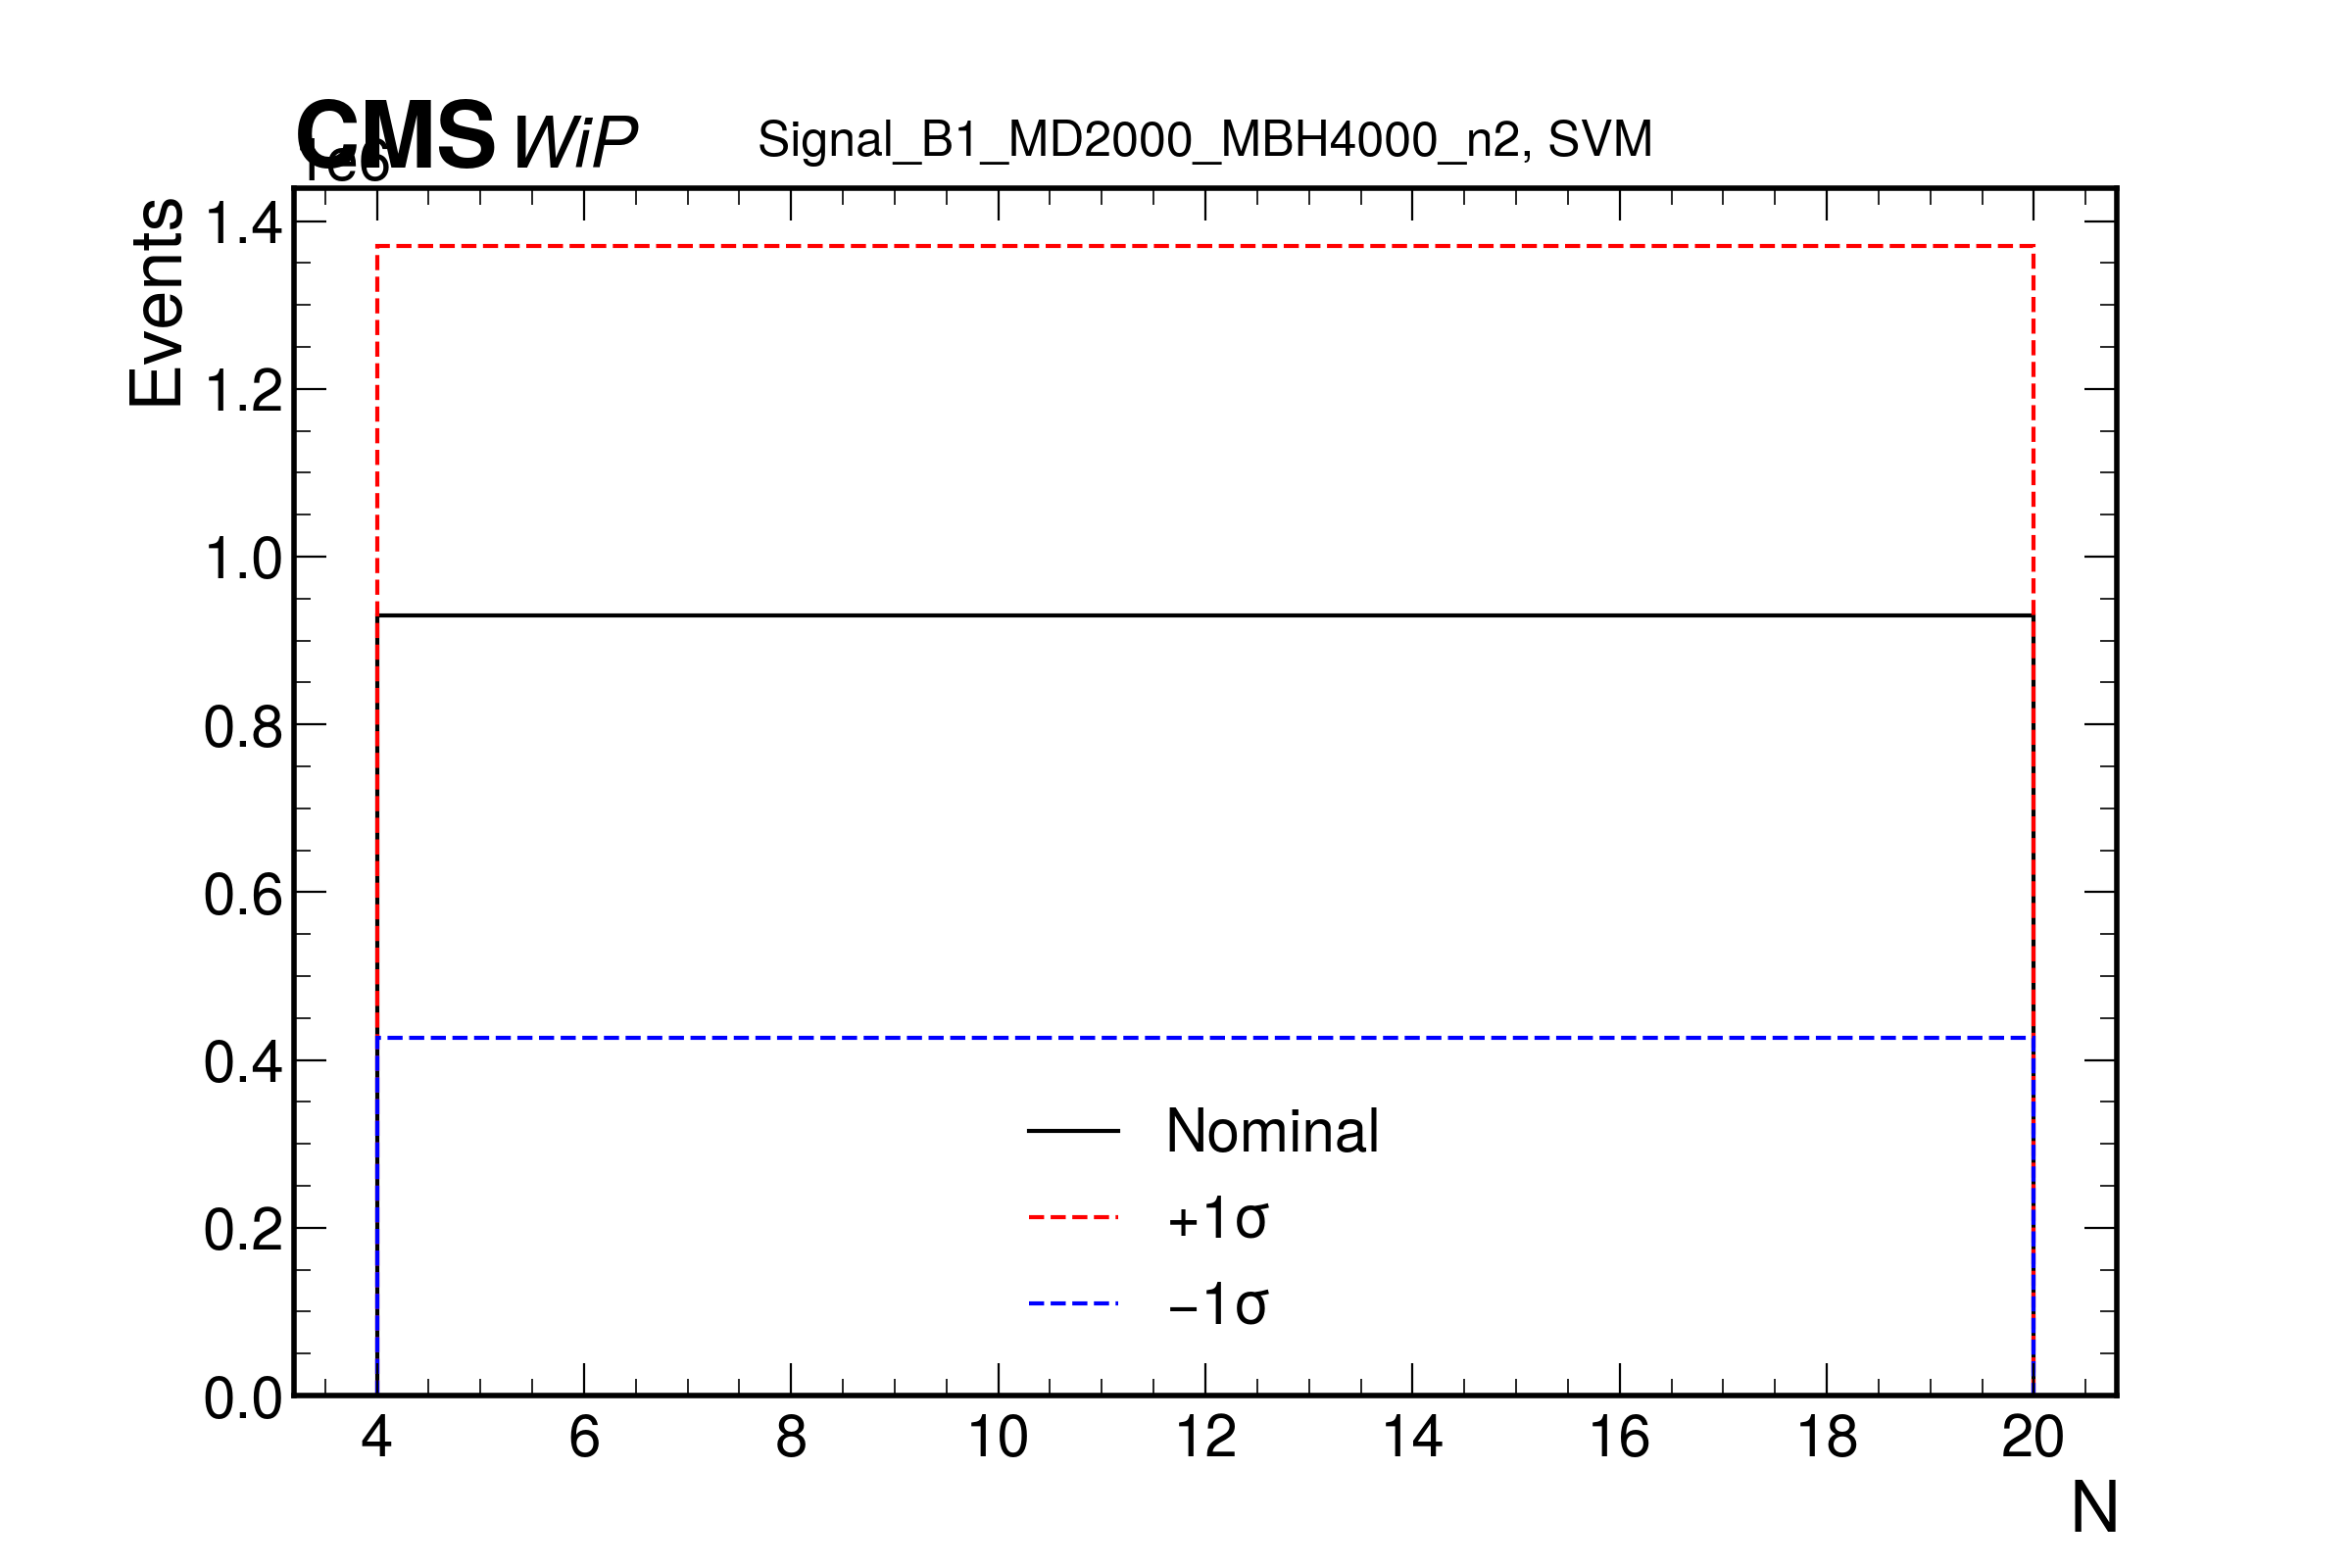 CMS WiP
Signal_B1_MD2000_MBH4000_n2, SVM
1e6
Events
1.4
1.2
1.0
0.8
0.6
0.4
0.2
0.0
Nominal
+1σ
−1σ
4 6 8 10 12 14 16 18 20
N